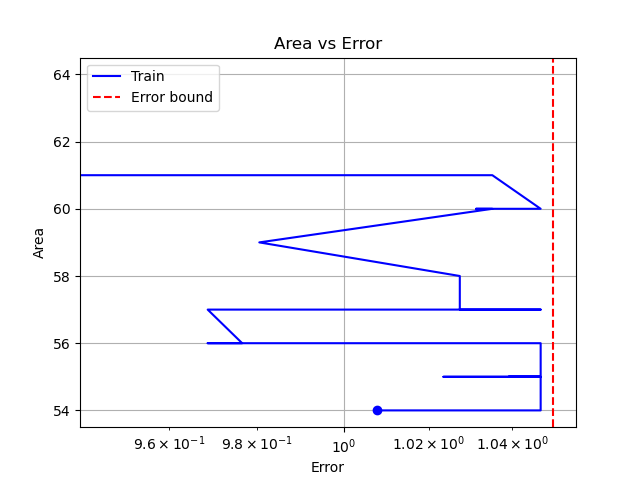 Area vs Error
Train
Error bound
64
62
60
58
56
54
Area
9.6 × 10⁻¹
9.8 × 10⁻¹
10⁰
1.02 × 10⁰
1.04 × 10⁰
Error